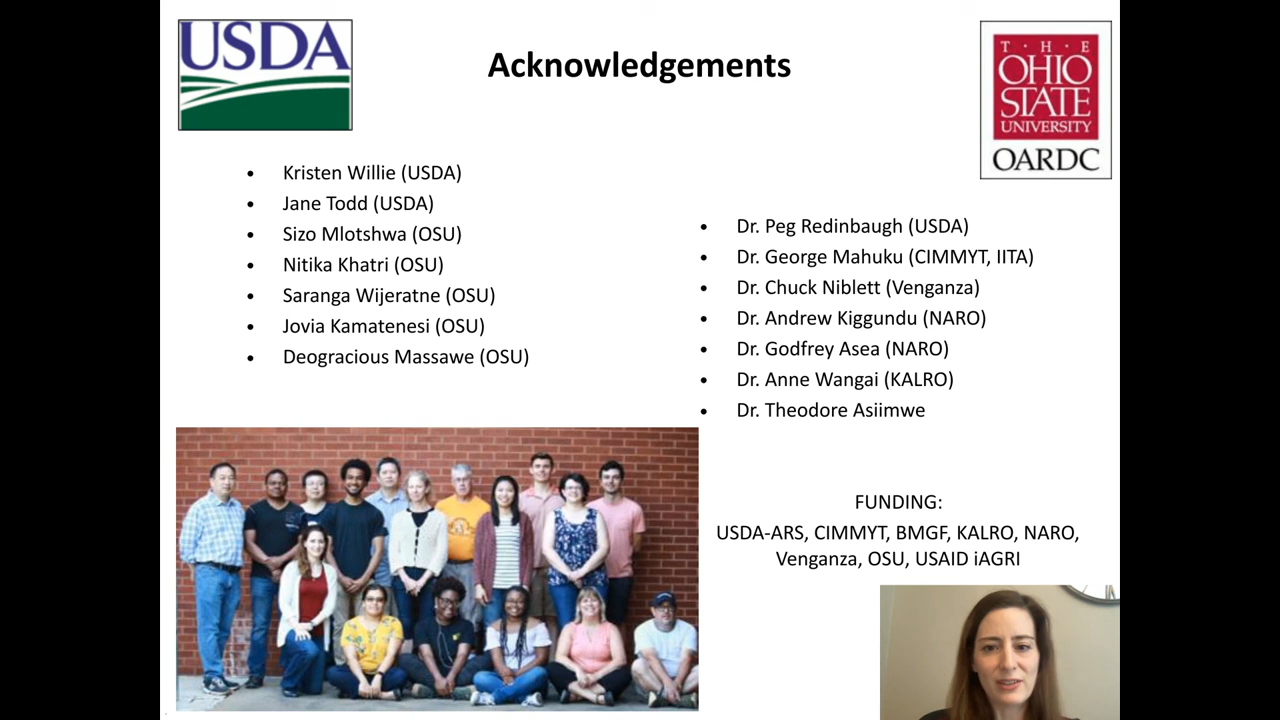 USDA
Acknowledgements
T·H·E
OHIO
STATE
UNIVERSITY
OARDC
• Kristen Willie (USDA)
• Jane Todd (USDA)
• Sizo Mlotshwa (OSU)
• Nitika Khatri (OSU)
• Saranga Wijeratne (OSU)
• Jovia Kamatenesi (OSU)
• Deogracious Massawe (OSU)
• Dr. Peg Redinbaugh (USDA)
• Dr. George Mahuku (CIMMYT, IITA)
• Dr. Chuck Niblett (Venganza)
• Dr. Andrew Kiggundu (NARO)
• Dr. Godfrey Asea (NARO)
• Dr. Anne Wangai (KALRO)
• Dr. Theodore Asiimwe
FUNDING:
USDA-ARS, CIMMYT, BMGF, KALRO, NARO,
Venganza, OSU, USAID iAGRI